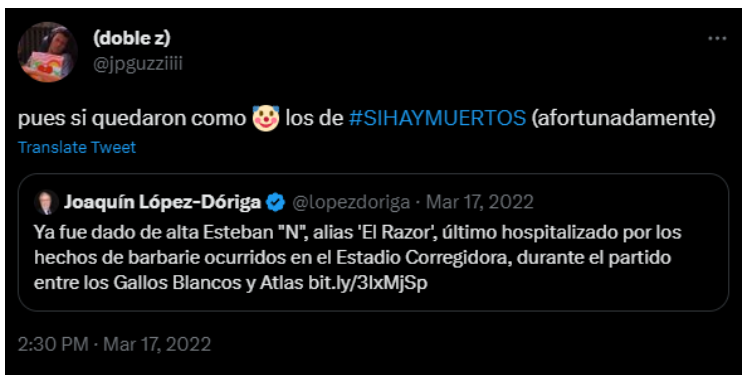 (doble z)
@jpguzziiii
pues si quedaron como 🤡 los de #SIHAYMUERTOS (afortunadamente)
Translate Tweet
Joaquín López-Dóriga @lopezdoriga · Mar 17, 2022
Ya fue dado de alta Esteban "N", alias 'El Razor', último hospitalizado por los
hechos de barbarie ocurridos en el Estadio Corregidora, durante el partido
entre los Gallos Blancos y Atlas bit.ly/3lxMjSp
2:30 PM · Mar 17, 2022